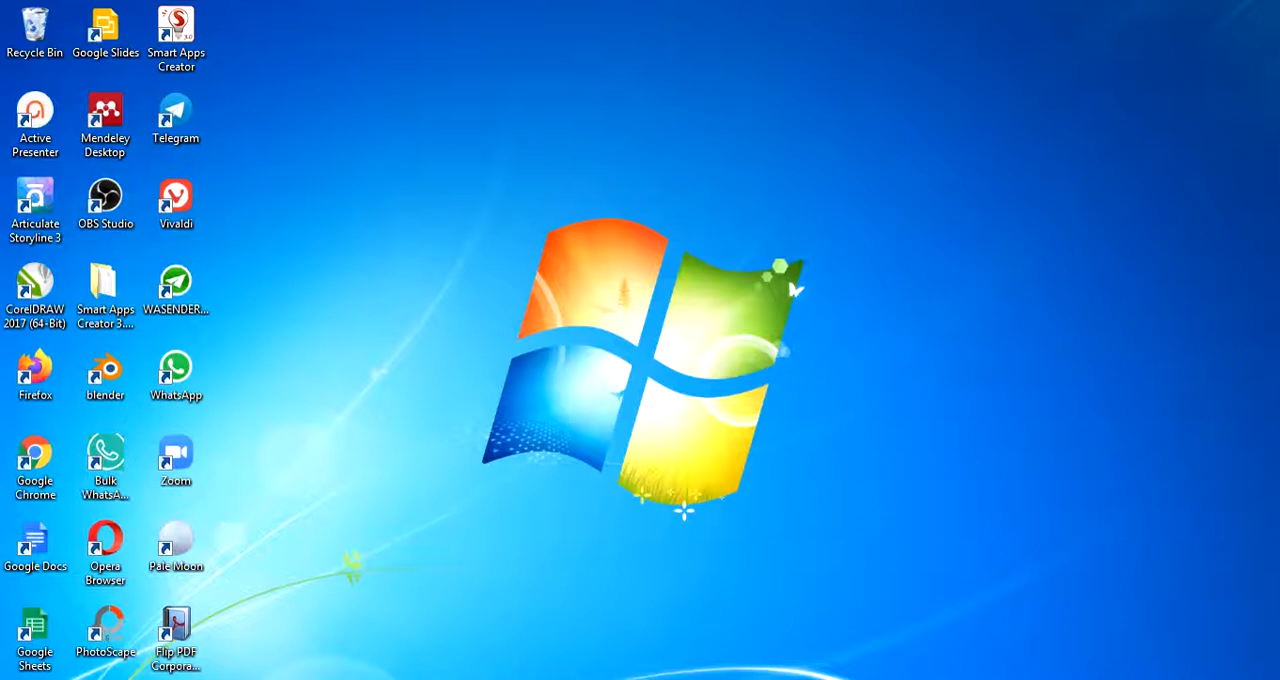 Recycle Bin
Google Slides
Smart Apps
Creator
Active
Presenter
Mendeley
Desktop
Telegram
Articulate
Storyline 3
OBS Studio
Vivaldi
CorelDRAW
2017 (64-Bit)
Smart Apps
Creator 3....
WASENDER...
Firefox
blender
WhatsApp
Google
Chrome
Bulk
WhatsA...
Zoom
Google Docs
Opera
Browser
Pale Moon
Google
Sheets
PhotoScape
Flip PDF
Corpora...